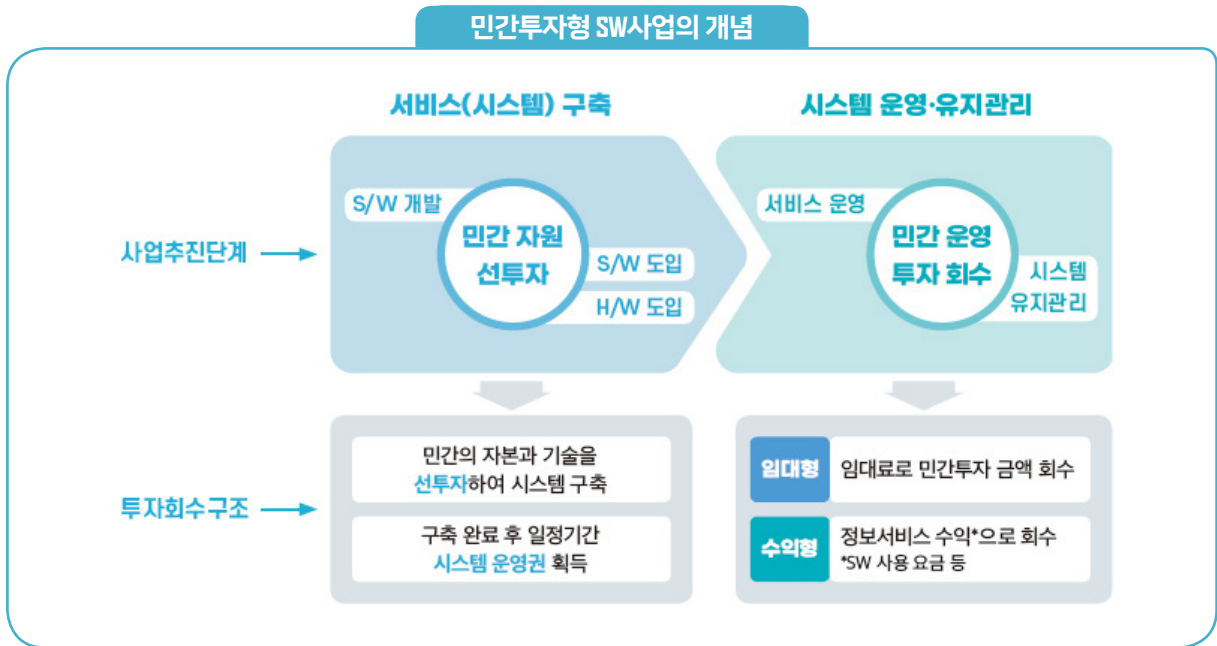 민간투자형 SW사업의 개념
서비스(시스템) 구축
시스템 운영·유지관리
사업추진단계
S/W 개발
민간 자원
선투자
S/W 도입
H/W 도입
서비스 운영
민간 운영
투자 회수
시스템
유지관리
투자회수구조
민간의 자본과 기술을
선투자하여 시스템 구축
구축 완료 후 일정기간
시스템 운영권 획득
임대형
임대료로 민간투자 금액 회수
수익형
정보서비스 수익*으로 회수
*SW 사용 요금 등